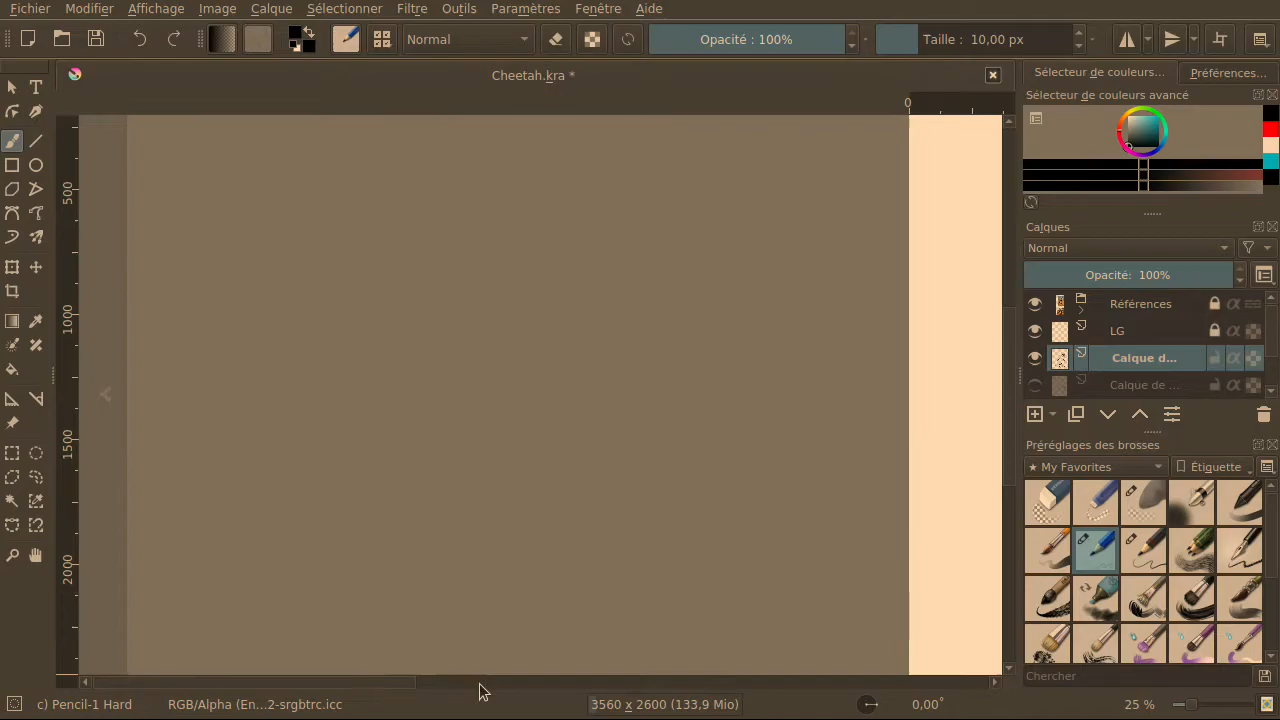 Fichier Modifier Affichage Image Calque Sélectionner Filtre Outils Paramètres Fenêtre Aide
Normal Opacité : 100% Taille : 10,00 px
Cheetah.kra *
Sélecteur de couleurs... Préférences...
Sélecteur de couleurs avancé
0
500
1000
1500
2000
Calques
Normal
Opacité: 100%
Références
LG
Calque d...
Calque de ...
Préréglages des brosses
★ My Favorites Étiquette
Chercher
c) Pencil-1 Hard RGB/Alpha (En...2-srgbtrc.icc 3560 x 2600 (133,9 Mio) 0,00° 25 %